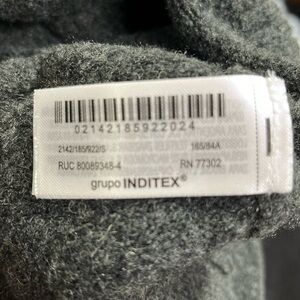 02142185922024
2142/185/922/S
165/84A
RUC 80089348-4
RN 77302
grupo INDITEX®